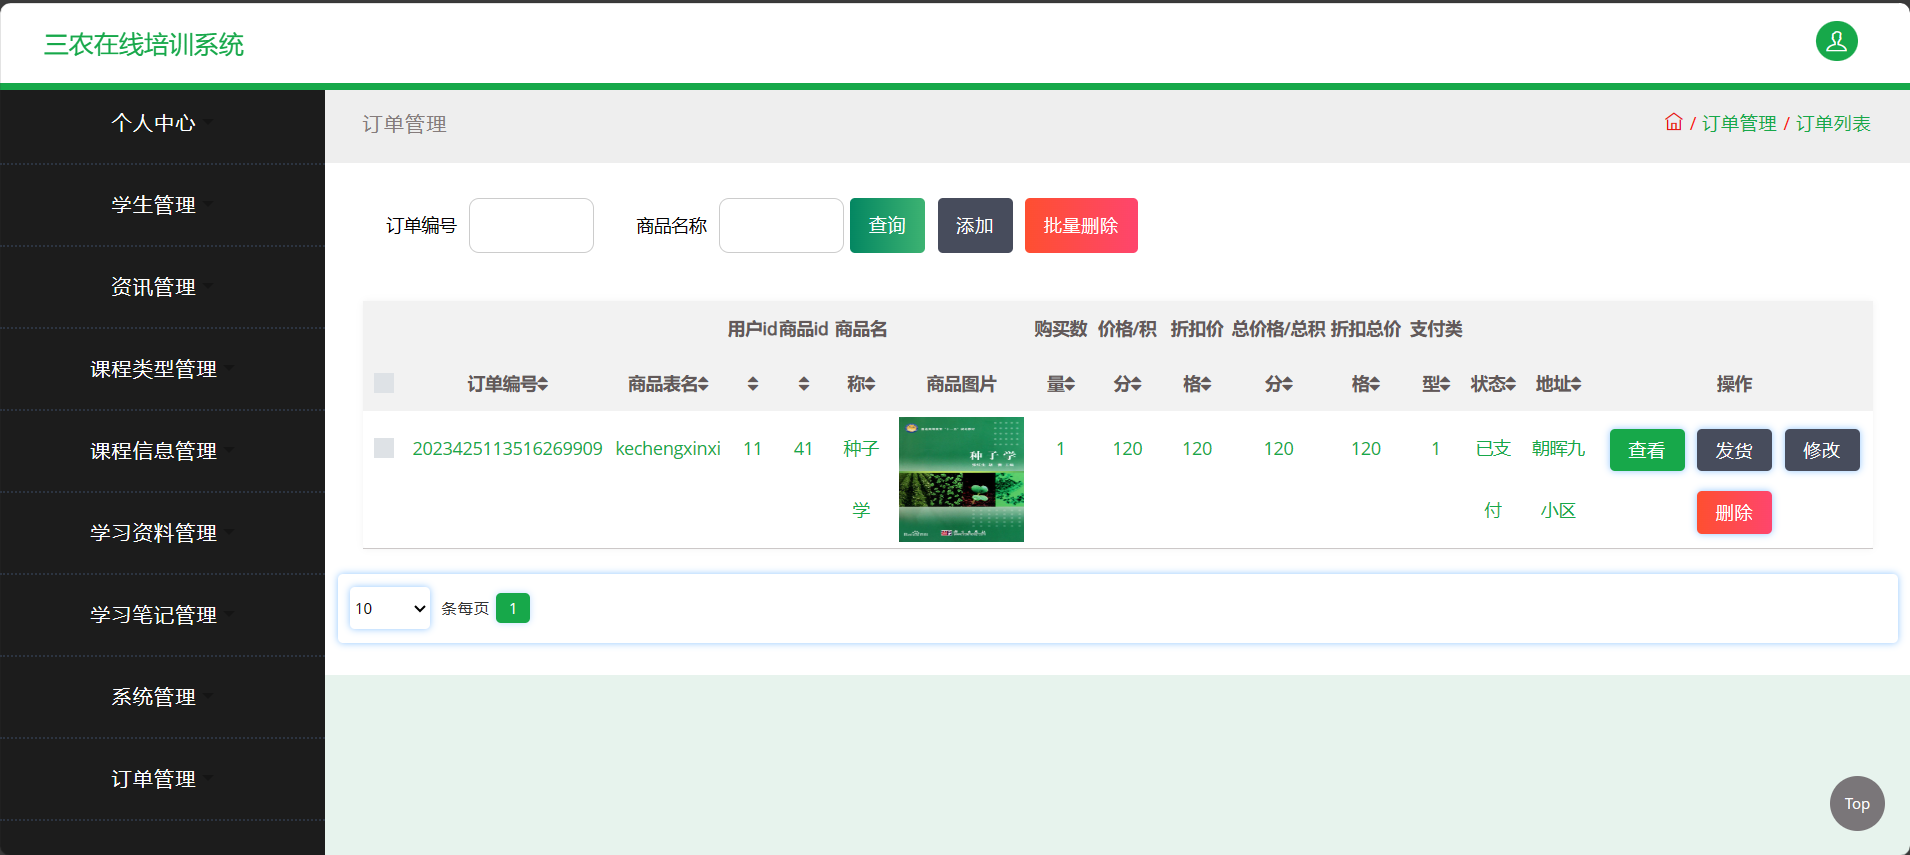 三农在线培训系统
个人中心
学生管理
资讯管理
课程类型管理
课程信息管理
学习资料管理
学习笔记管理
系统管理
订单管理
订单管理
/ 订单管理 / 订单列表
订单编号 商品名称 查询 添加 批量删除
用户id商品id 商品名 购买数 价格/积 折扣价 总价格/总积 折扣总价 支付类
订单编号 商品表名 称 商品图片 量 分 格 分 格 型 状态 地址 操作
2023425113516269909 kechengxinxi 11 41 种子 1 120 120 120 120 1 已支 朝晖九 查看 发货 修改
种子学
学 付 小区 删除
10 条每页 1
Top